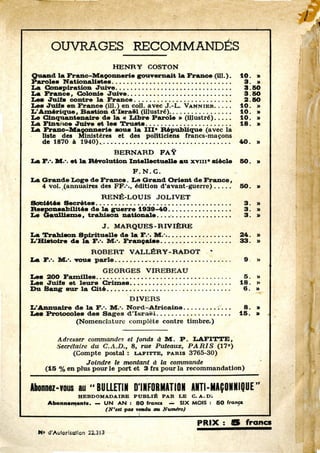 OUVRAGES RECOMMANDÉS
HENRY COSTON
Quand la Franc-Maçonnerie gouvernait la France (ill.). 10. »
Paroles Nationalistes. 3. »
La Conspiration Juive. 3.50
La France, Colonie Juive. 3.50
Les Juifs contre la France. 2.50
Les Juifs en France (ill.) en coll. avec J.-L. VANNIER. 10. »
L'Amérique, Bastion d'Israël (illustré). 10. »
Le Cinquantenaire de la « Libre Parole » (illustré). 10. »
La Finance Juive et les Trusts. 18. »
La Franc-Maçonnerie sous la IIIe République (avec la
liste des Ministères et des politiciens francs-maçons
de 1870 à 1940). 40. »
BERNARD FAŸ
La F∴ M∴ et la Révolution Intellectuelle au XVIIIe siècle 50. »
F.N.C.
La Grande Loge de France, Le Grand Orient de France,
4 vol. (annuaires des FF∴, édition d'avant-guerre) 50. »
RENÉ-LOUIS JOLIVET
Sociétés Secrètes. 3. »
Responsabilités de la guerre 1939-40. 3. »
Le Gaullisme, trahison nationale. 3. »
J. MARQUES-RIVIÈRE
La Trahison Spirituelle de la F∴ M∴ 24. »
L'Histoire de la F∴ M∴ Française. 33. »
ROBERT VALLÉRY-RADOT
La F∴ M∴ vous parle. 9 »
GEORGES VIREBEAU
Les 200 Familles. 5. »
Les Juifs et leurs Crimes. 18. »
Du Sang sur la Cité. 6. »
DIVERS
L'Annuaire de la F∴ M∴ Nord-Africaine. 8. »
Les Protocoles des Sages d'Israël. 15. »
(Nomenclature complète contre timbre.)
Adresser commandes et fonds à M. P. LAFITTE,
Secrétaire du C.A.D., 8, rue Puteaux, PARIS (17e)
(Compte postal : LAFITTE, PARIS 3765-30)
Joindre le montant à la commande
(15 % en plus pour le port et 3 frs pour la recommandation)
Abonnez-vous au "BULLETIN D'INFORMATION ANTI-MAÇONNIQUE"
HEBDOMADAIRE PUBLIÉ PAR LE C.A.D.
Abonnements. — UN AN : 80 francs — SIX MOIS : 50 francs
(N'est pas vendu au Numéro)
PRIX : 5 francs
N° d'Autorisation 22.313